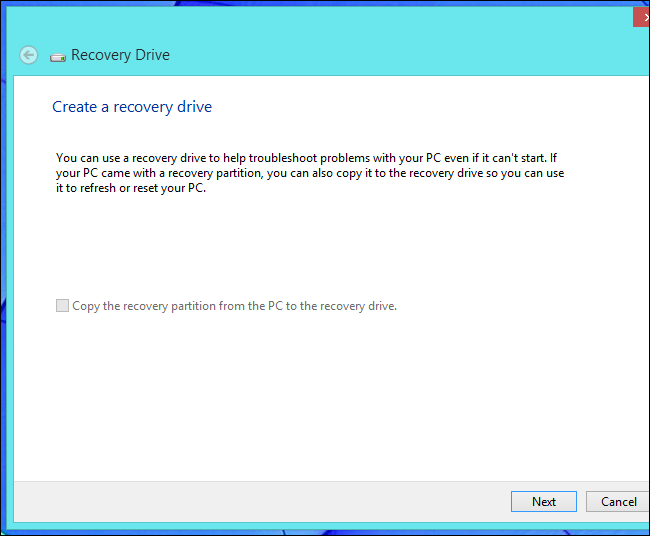 Recovery Drive
Create a recovery drive
You can use a recovery drive to help troubleshoot problems with your PC even if it can't start. If
your PC came with a recovery partition, you can also copy it to the recovery drive so you can use
it to refresh or reset your PC.
Copy the recovery partition from the PC to the recovery drive.
Next
Cancel